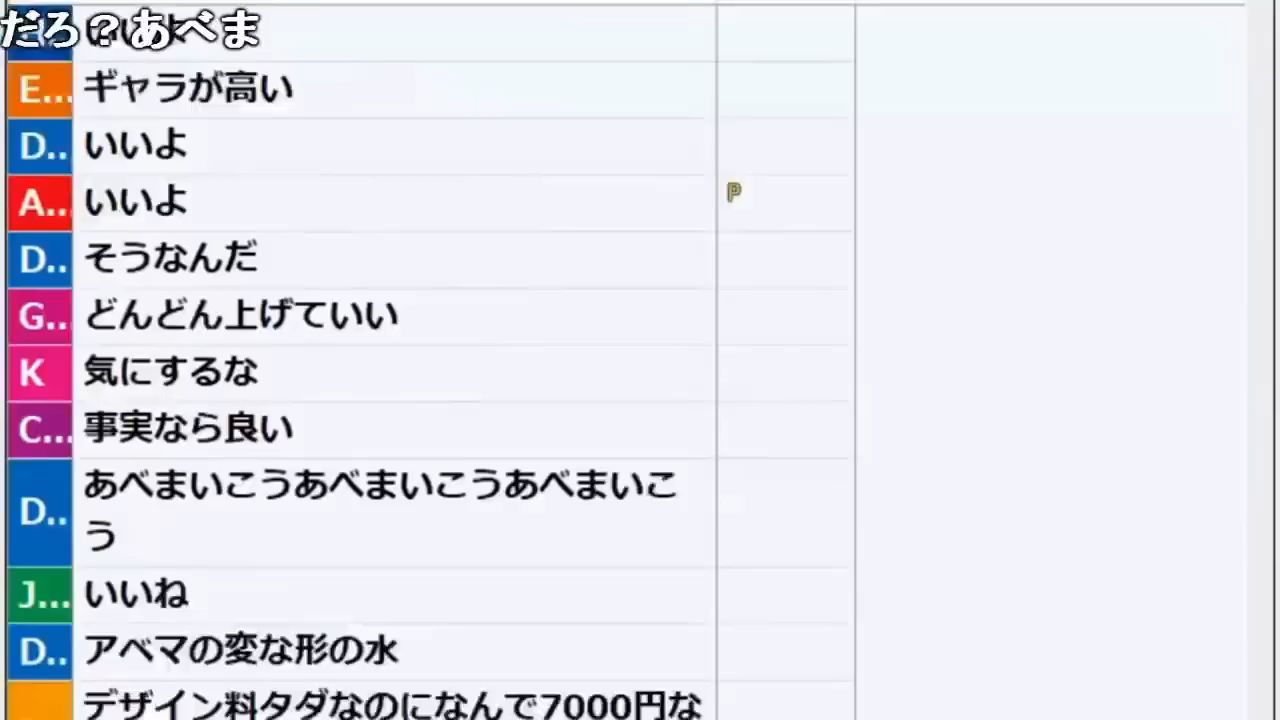 だろ？あべま
いいよ
E... ギャラが高い
D.. いいよ
A... いいよ P
D.. そうなんだ
G.. どんどん上げていい
K 気にするな
C... 事実なら良い
D.. あべまいこうあべまいこうあべまいこ
う
J... いいね
D.. アベマの変な形の水
デザイン料タダなのになんで7000円な